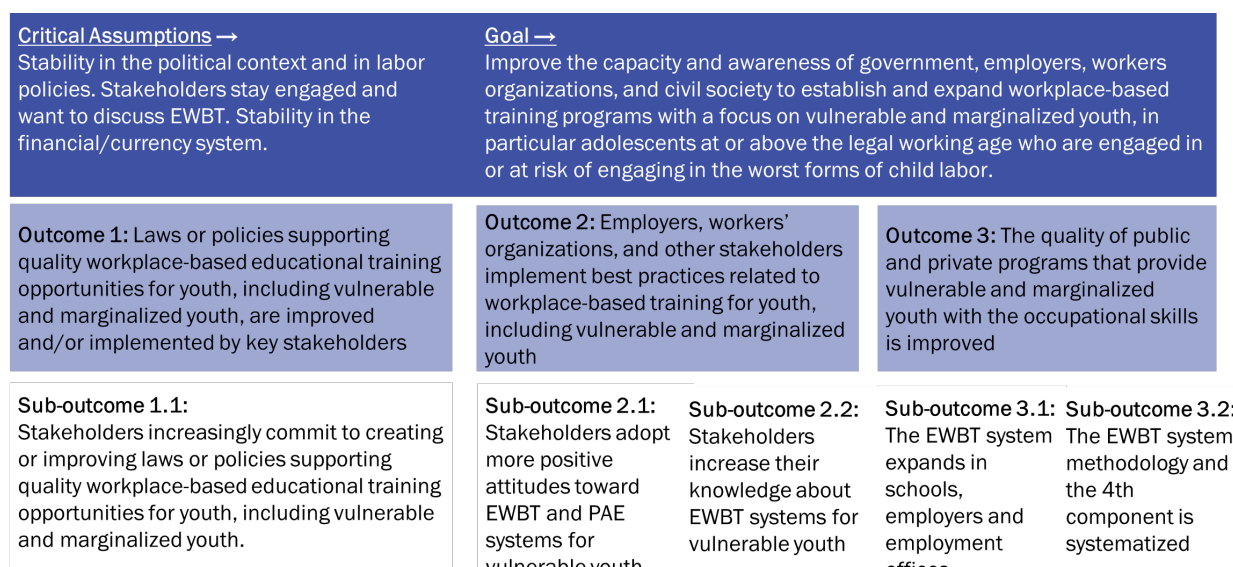 Critical Assumptions →
Stability in the political context and in labor
policies. Stakeholders stay engaged and
want to discuss EWBT. Stability in the
financial/currency system.
Goal →
Improve the capacity and awareness of government, employers, workers
organizations, and civil society to establish and expand workplace-based
training programs with a focus on vulnerable and marginalized youth, in
particular adolescents at or above the legal working age who are engaged in
or at risk of engaging in the worst forms of child labor.
Outcome 1: Laws or policies supporting
quality workplace-based educational training
opportunities for youth, including vulnerable
and marginalized youth, are improved
and/or implemented by key stakeholders
Outcome 2: Employers, workers’
organizations, and other stakeholders
implement best practices related to
workplace-based training for youth,
including vulnerable and marginalized
youth
Outcome 3: The quality of public
and private programs that provide
vulnerable and marginalized
youth with the occupational skills
is improved
Sub-outcome 1.1:
Stakeholders increasingly commit to creating
or improving laws or policies supporting
quality workplace-based educational training
opportunities for youth, including vulnerable
and marginalized youth.
Sub-outcome 2.1:
Stakeholders adopt
more positive
attitudes toward
EWBT and PAE
systems for
vulnerable youth
Sub-outcome 2.2:
Stakeholders
increase their
knowledge about
EWBT systems for
vulnerable youth
Sub-outcome 3.1:
The EWBT system
expands in
schools,
employers and
employment
offices
Sub-outcome 3.2:
The EWBT system
methodology and
the 4th
component is
systematized